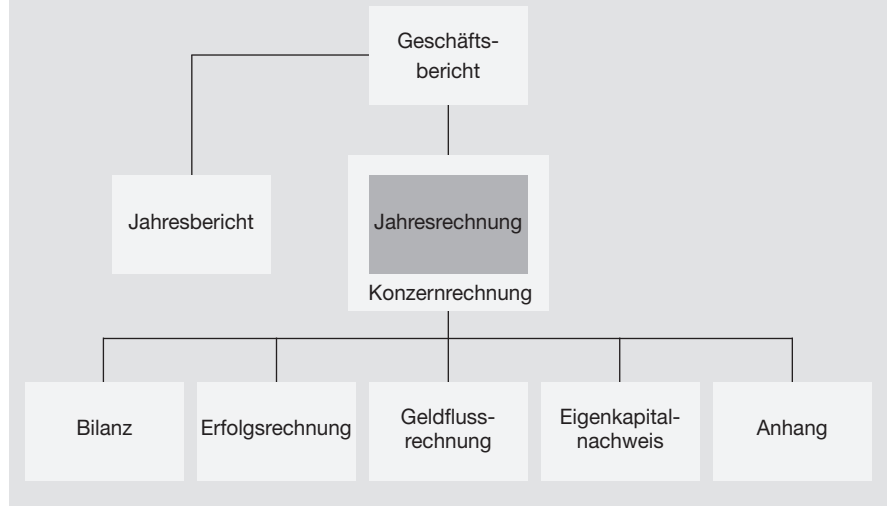 Geschäfts-
bericht
Jahresbericht
Jahresrechnung
Konzernrechnung
Bilanz
Erfolgsrechnung
Geldfluss-
rechnung
Eigenkapital-
nachweis
Anhang